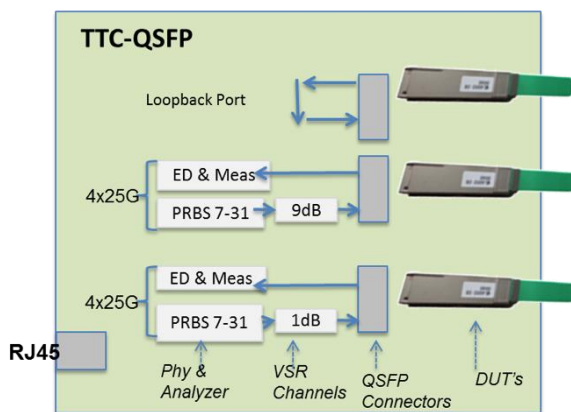 TTC-QSFP
Loopback Port
ED & Meas
4x25G
PRBS 7-31
9dB
ED & Meas
4x25G
PRBS 7-31
1dB
RJ45
Phy &
Analyzer
VSR
Channels
QSFP
Connectors
DUT's